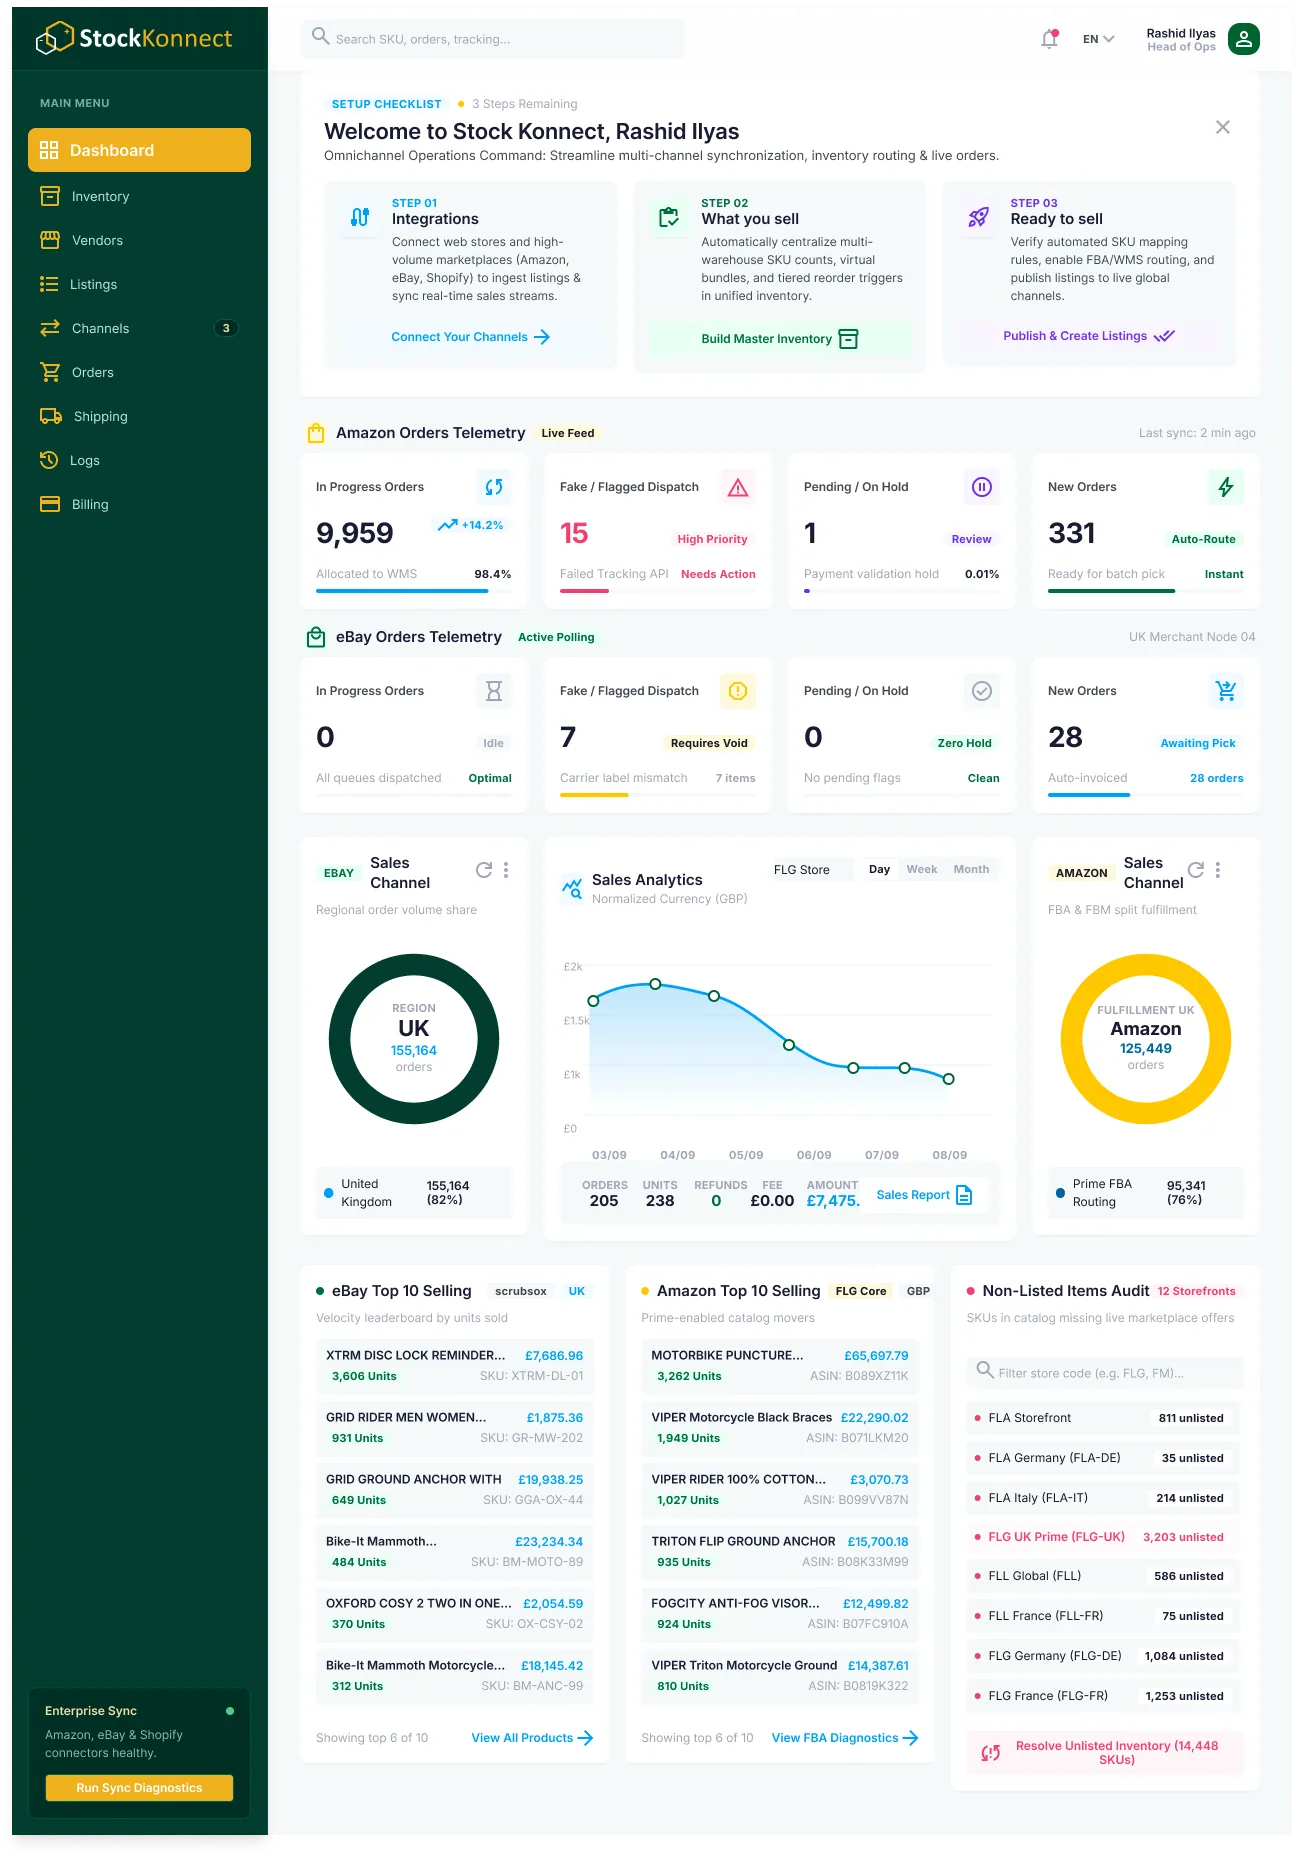 StockKonnect
Search SKU, orders, tracking...
EN
Rashid Ilyas
Head of Ops
MAIN MENU
Dashboard
Inventory
Vendors
Listings
Channels
3
Orders
Shipping
Logs
Billing
Enterprise Sync
Amazon, eBay & Shopify
connectors healthy.
Run Sync Diagnostics
SETUP CHECKLIST
3 Steps Remaining
Welcome to Stock Konnect, Rashid Ilyas
Omnichannel Operations Command: Streamline multi-channel synchronization, inventory routing & live orders.
STEP 01
Integrations
Connect web stores and high-
volume marketplaces (Amazon,
eBay, Shopify) to ingest listings &
sync real-time sales streams.
Connect Your Channels
STEP 02
What you sell
Automatically centralize multi-
warehouse SKU counts, virtual
bundles, and tiered reorder triggers
in unified inventory.
Build Master Inventory
STEP 03
Ready to sell
Verify automated SKU mapping
rules, enable FBA/WMS routing, and
publish listings to live global
channels.
Publish & Create Listings
Amazon Orders Telemetry
Live Feed
Last sync: 2 min ago
In Progress Orders
9,959
+14.2%
Allocated to WMS
98.4%
Fake / Flagged Dispatch
15
High Priority
Failed Tracking API
Needs Action
Pending / On Hold
1
Review
Payment validation hold
0.01%
New Orders
331
Auto-Route
Ready for batch pick
Instant
eBay Orders Telemetry
Active Polling
UK Merchant Node 04
In Progress Orders
0
Idle
All queues dispatched
Optimal
Fake / Flagged Dispatch
7
Requires Void
Carrier label mismatch
7 items
Pending / On Hold
0
Zero Hold
No pending flags
Clean
New Orders
28
Awaiting Pick
Auto-invoiced
28 orders
EBAY
Sales
Channel
Regional order volume share
REGION
UK
155,164
orders
United
Kingdom
155,164
(82%)
Sales Analytics
Normalized Currency (GBP)
FLG Store
Day
Week
Month
£2k
£1.5k
£1k
£0
03/09
04/09
05/09
06/09
07/09
08/09
ORDERS
205
UNITS
238
REFUNDS
0
FEE
£0.00
AMOUNT
£7,475.
Sales Report
AMAZON
Sales
Channel
FBA & FBM split fulfillment
FULFILLMENT UK
Amazon
125,449
orders
Prime FBA
Routing
95,341
(76%)
eBay Top 10 Selling
scrubsox
UK
Velocity leaderboard by units sold
XTRM DISC LOCK REMINDER...
£7,686.96
3,606 Units
SKU: XTRM-DL-01
GRID RIDER MEN WOMEN...
£1,875.36
931 Units
SKU: GR-MW-202
GRID GROUND ANCHOR WITH
£19,938.25
649 Units
SKU: GGA-OX-44
Bike-It Mammoth...
£23,234.34
484 Units
SKU: BM-MOTO-89
OXFORD COSY 2 TWO IN ONE...
£2,054.59
370 Units
SKU: OX-CSY-02
Bike-It Mammoth Motorcycle...
£18,145.42
312 Units
SKU: BM-ANC-99
Showing top 6 of 10
View All Products
Amazon Top 10 Selling
FLG Core
GBP
Prime-enabled catalog movers
MOTORBIKE PUNCTURE...
£65,697.79
3,262 Units
ASIN: B089XZ11K
VIPER Motorcycle Black Braces
£22,290.02
1,949 Units
ASIN: B071LKM20
VIPER RIDER 100% COTTON...
£3,070.73
1,027 Units
ASIN: B099VV87N
TRITON FLIP GROUND ANCHOR
£15,700.18
935 Units
ASIN: B08K33M99
FOGCITY ANTI-FOG VISOR...
£12,499.82
924 Units
ASIN: B07FC910A
VIPER Triton Motorcycle Ground
£14,387.61
810 Units
ASIN: B0819K322
Showing top 6 of 10
View FBA Diagnostics
Non-Listed Items Audit
12 Storefronts
SKUs in catalog missing live marketplace offers
Filter store code (e.g. FLG, FM)...
FLA Storefront
811 unlisted
FLA Germany (FLA-DE)
35 unlisted
FLA Italy (FLA-IT)
214 unlisted
FLG UK Prime (FLG-UK)
3,203 unlisted
FLL Global (FLL)
586 unlisted
FLL France (FLL-FR)
75 unlisted
FLG Germany (FLG-DE)
1,084 unlisted
FLG France (FLG-FR)
1,253 unlisted
Resolve Unlisted Inventory (14,448
SKUs)